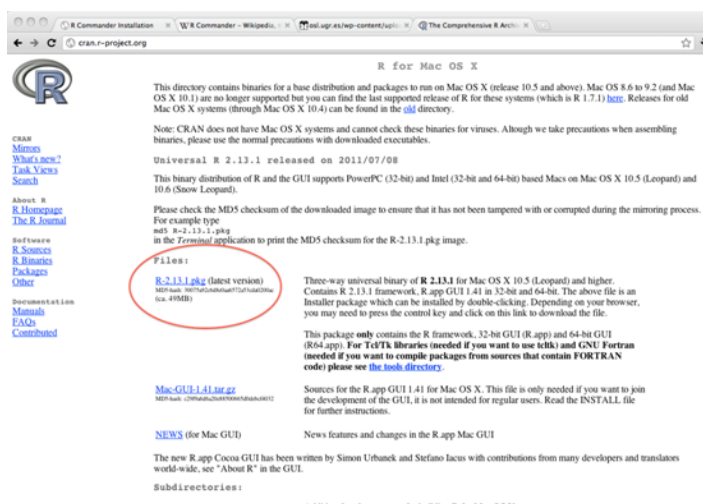 R Commander Installation
R Commander – Wikipedia,
osl.ugr.es/wp-content/uploa
The Comprehensive R Archiv
cran.r-project.org
R
R for Mac OS X
This directory contains binaries for a base distribution and packages to run on Mac OS X (release 10.5 and above). Mac OS 8.6 to 9.2 (and Mac
OS X 10.1) are no longer supported but you can find the last supported release of R for these systems (which is R 1.7.1) here. Releases for old
Mac OS X systems (through Mac OS X 10.4) can be found in the old directory.
Note: CRAN does not have Mac OS X systems and cannot check these binaries for viruses. Altough we take precautions when assembling
binaries, please use the normal precautions with downloaded executables.
Universal R 2.13.1 released on 2011/07/08
This binary distribution of R and the GUI supports PowerPC (32-bit) and Intel (32-bit and 64-bit) based Macs on Mac OS X 10.5 (Leopard) and
10.6 (Snow Leopard).
Please check the MD5 checksum of the downloaded image to ensure that it has not been tampered with or corrupted during the mirroring process.
For example type
md5 R-2.13.1.pkg
in the Terminal application to print the MD5 checksum for the R-2.13.1.pkg image.
CRAN
Mirrors
What's new?
Task Views
Search
About R
R Homepage
The R Journal
Software
R Sources
R Binaries
Packages
Other
Documentation
Manuals
FAQs
Contributed
Files:
R-2.13.1.pkg (latest version)
MD5-hash:
(ca. 49MB)
Three-way universal binary of R 2.13.1 for Mac OS X 10.5 (Leopard) and higher.
Contains R 2.13.1 framework, R.app GUI 1.41 in 32-bit and 64-bit. The above file is an
Installer package which can be installed by double-clicking. Depending on your browser,
you may need to press the control key and click on this link to download the file.
This package only contains the R framework, 32-bit GUI (R.app) and 64-bit GUI
(R64.app). For Tcl/Tk libraries (needed if you want to use tcltk) and GNU Fortran
(needed if you want to compile packages from sources that contain FORTRAN
code) please see the tools directory.
Mac-GUI-1.41.tar.gz
MD5-hash:
Sources for the R.app GUI 1.41 for Mac OS X. This file is only needed if you want to join
the development of the GUI, it is not intended for regular users. Read the INSTALL file
for further instructions.
NEWS (for Mac GUI)
News features and changes in the R.app Mac GUI
The new R.app Cocoa GUI has been written by Simon Urbanek and Stefano Iacus with contributions from many developers and translators
world-wide, see "About R" in the GUI.
Subdirectories: